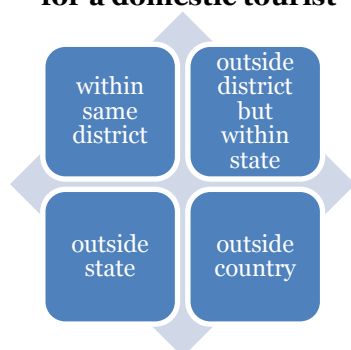 for a domestic tourist
within
same
district
outside
district
but
within
state
outside
state
outside
country